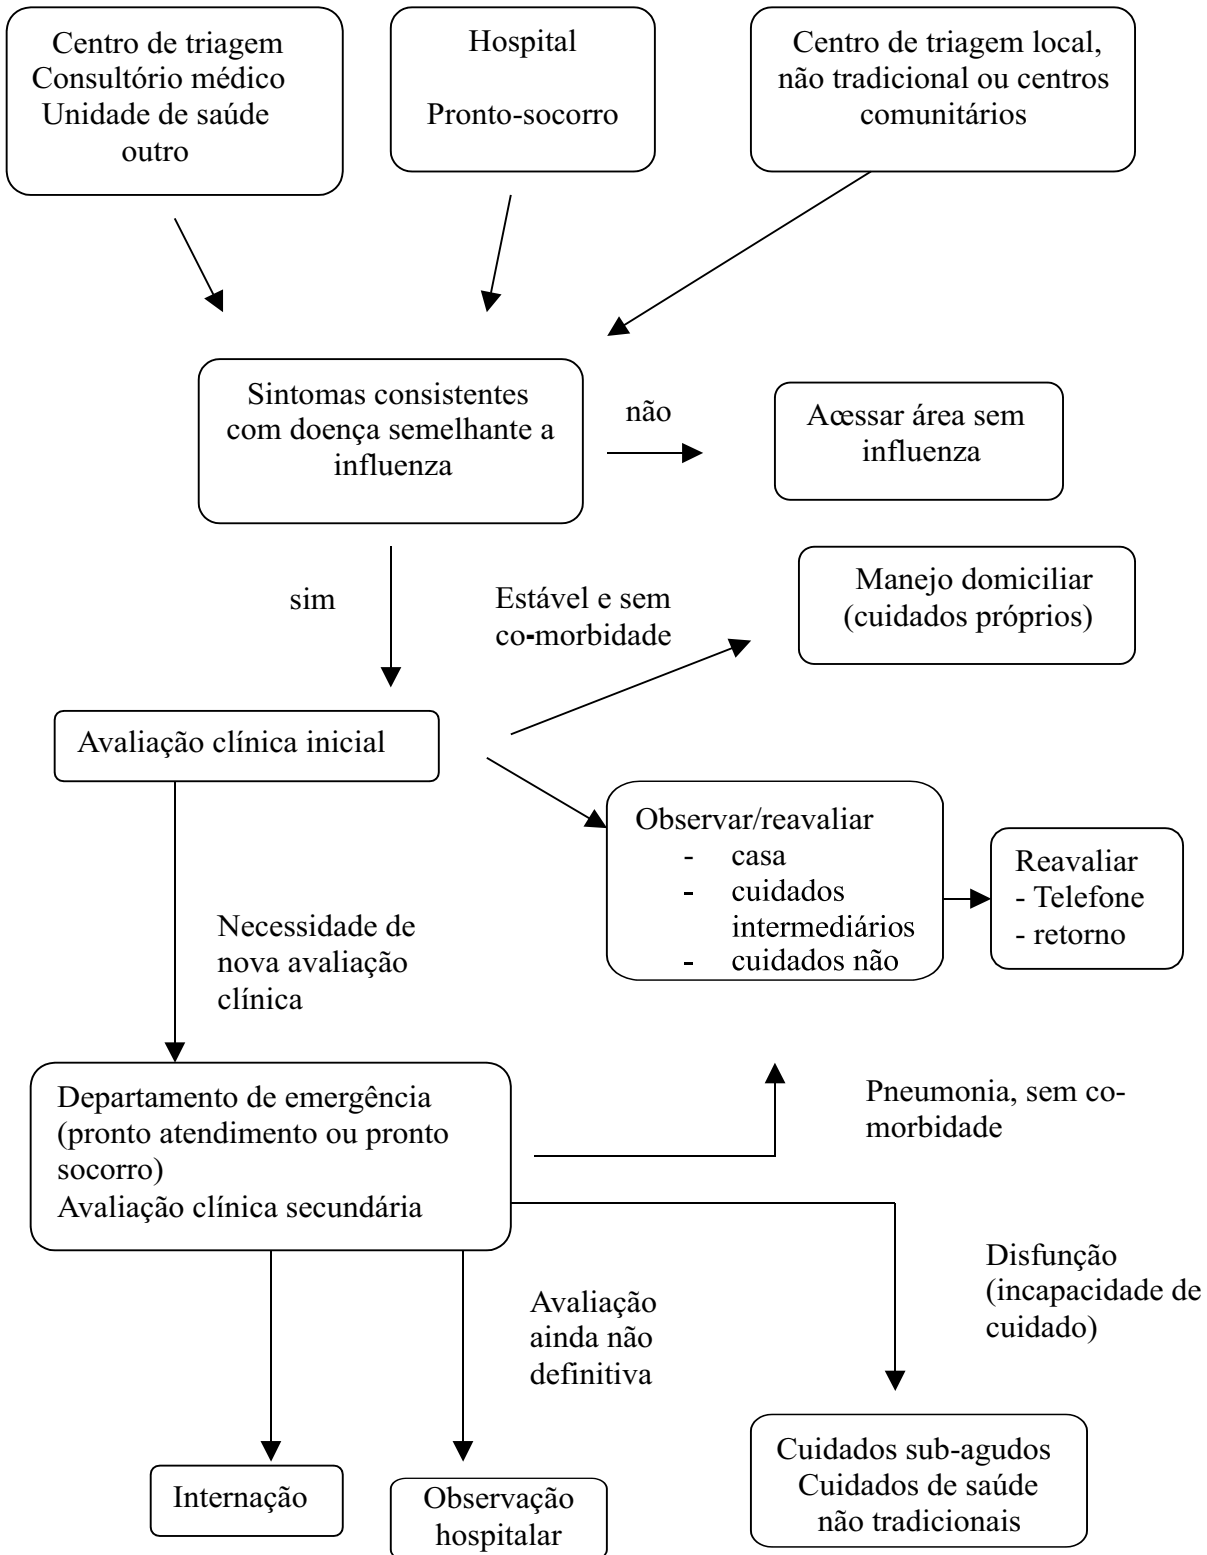 Centro de triagem
Consultório médico
Unidade de saúde
outro
Hospital
Pronto-socorro
Centro de triagem local,
não tradicional ou centros
comunitários
Sintomas consistentes
com doença semelhante a
influenza
não
Acessar área sem
influenza
sim
Estável e sem
co-morbidade
Manejo domiciliar
(cuidados próprios)
Avaliação clínica inicial
Observar/reavaliar
- casa
- cuidados
intermediários
- cuidados não
Reavaliar
- Telefone
- retorno
Necessidade de
nova avaliação
clínica
Departamento de emergência
(pronto atendimento ou pronto
socorro)
Avaliação clínica secundária
Pneumonia, sem co-
morbidade
Disfunção
(incapacidade de
cuidado)
Avaliação
ainda não
definitiva
Internação
Observação
hospitalar
Cuidados sub-agudos
Cuidados de saúde
não tradicionais